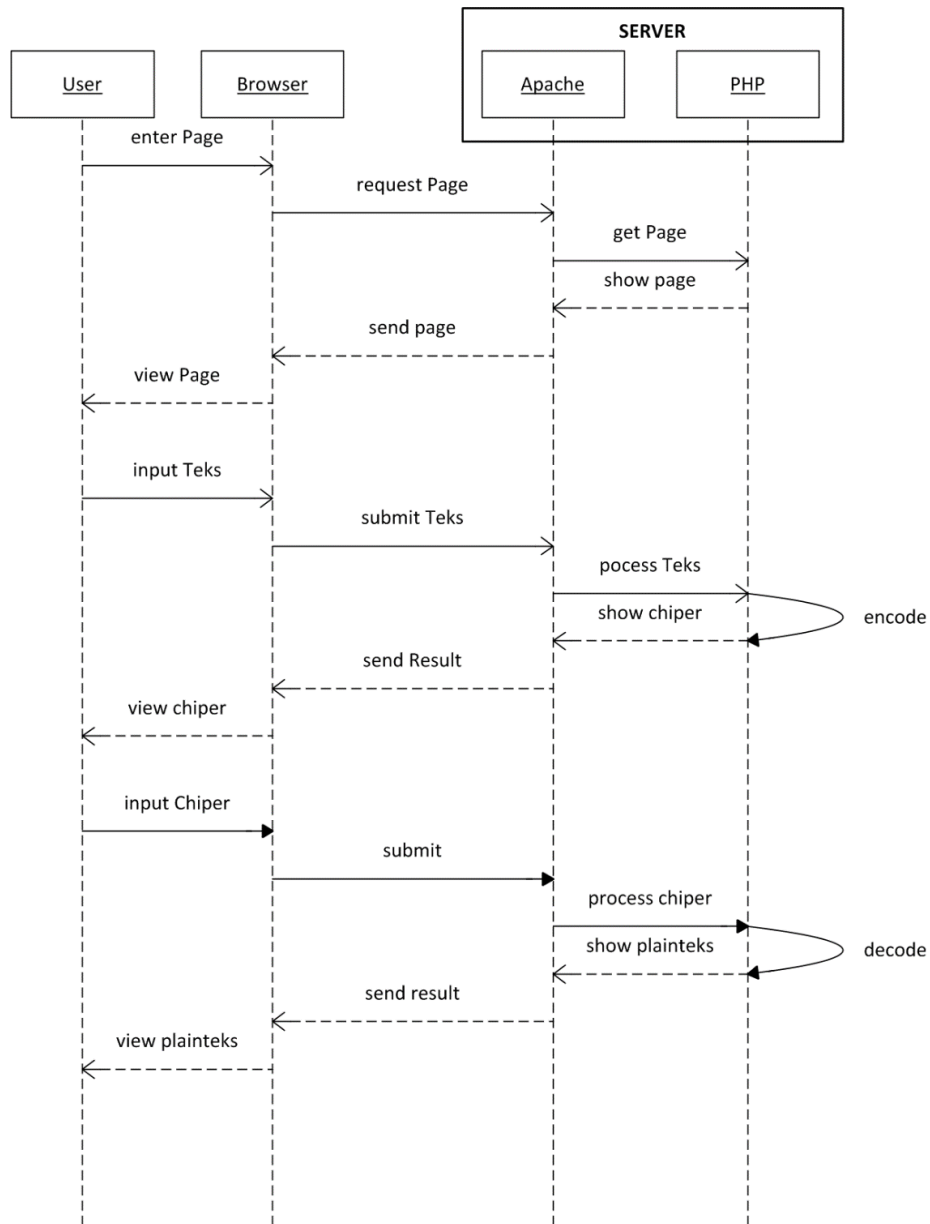 SERVER
User
Browser
Apache
PHP
enter Page
request Page
get Page
show page
send page
view Page
input Teks
submit Teks
pocess Teks
show chiper
encode
send Result
view chiper
input Chiper
submit
process chiper
show plainteks
decode
send result
view plainteks